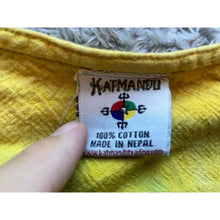 KATMANDU
100% COTTON
MADE IN NEPAL